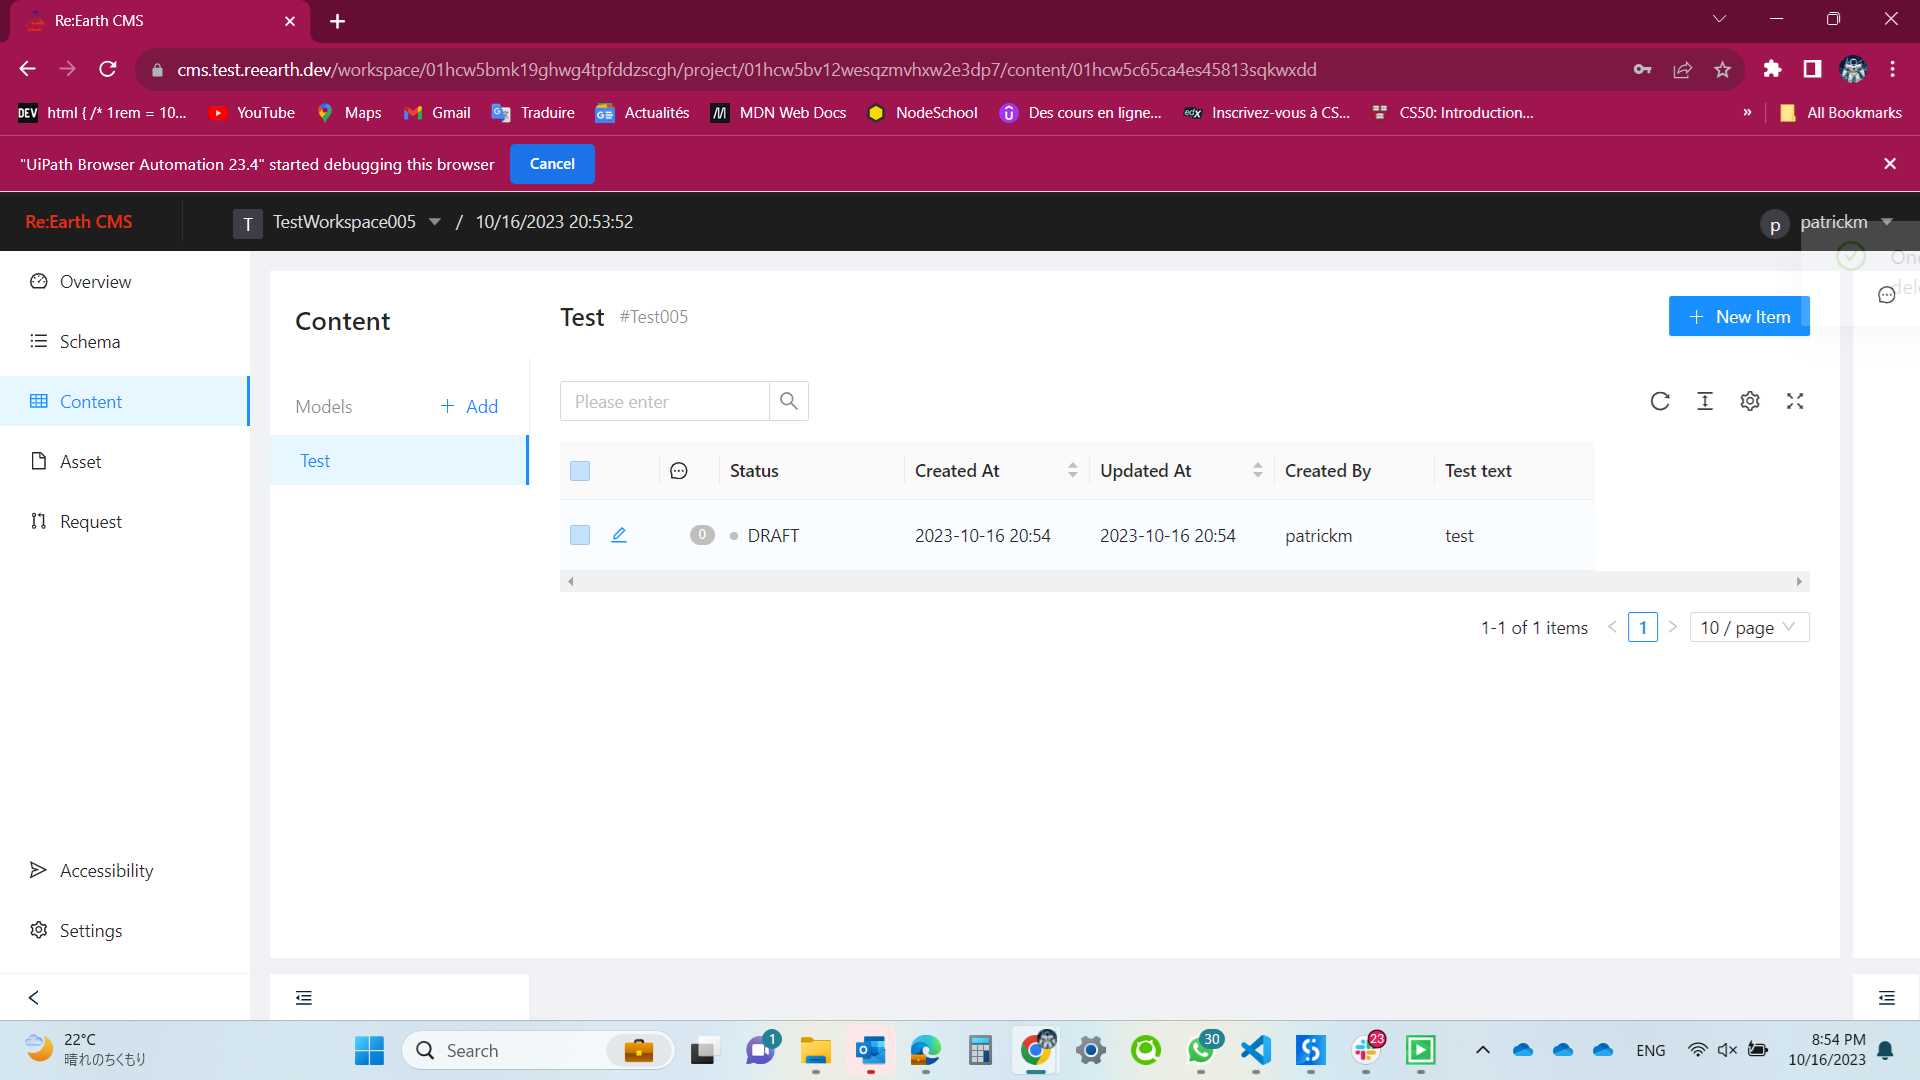 Re:Earth CMS
cms.test.reearth.dev/workspace/01hcw5bmk19ghwg4tpfddzscgh/project/01hcw5bv12wesqzmvhxw2e3dp7/content/01hcw5c65ca4es45813sqkwxdd
DEV html { /* 1rem = 10... YouTube Maps Gmail Traduire Actualités MDN Web Docs NodeSchool Des cours en ligne... edX Inscrivez-vous à CS... CS50: Introduction... » All Bookmarks
"UiPath Browser Automation 23.4" started debugging this browser Cancel
Re:Earth CMS T TestWorkspace005 / 10/16/2023 20:53:52 p patrickm
Overview
Schema
Content
Asset
Request
Accessibility
Settings
Content
Models + Add
Test
Test #Test005
+ New Item
Please enter
Status Created At Updated At Created By Test text
0 DRAFT 2023-10-16 20:54 2023-10-16 20:54 patrickm test
1-1 of 1 items < 1 > 10 / page
22°C
晴れのちくもり
Search
1
30
23
ENG
8:54 PM
10/16/2023